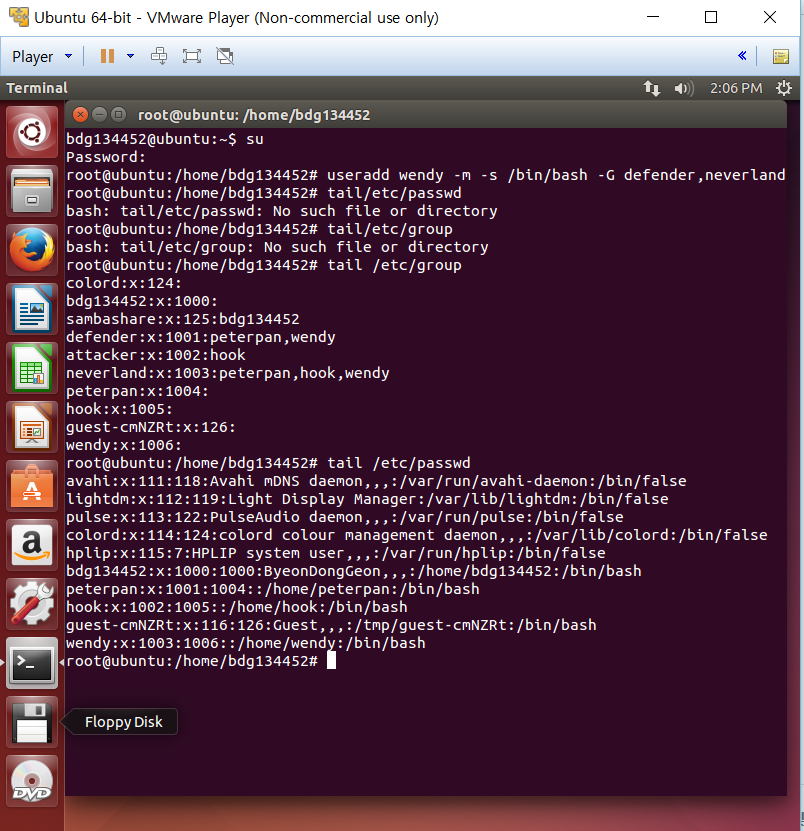 Ubuntu 64-bit - VMware Player (Non-commercial use only)
Player
Terminal
2:06 PM
root@ubuntu: /home/bdg134452
bdg134452@ubuntu:~$ su
Password:
root@ubuntu:/home/bdg134452# useradd wendy -m -s /bin/bash -G defender,neverland
root@ubuntu:/home/bdg134452# tail/etc/passwd
bash: tail/etc/passwd: No such file or directory
root@ubuntu:/home/bdg134452# tail/etc/group
bash: tail/etc/group: No such file or directory
root@ubuntu:/home/bdg134452# tail /etc/group
colord:x:124:
bdg134452:x:1000:
sambashare:x:125:bdg134452
defender:x:1001:peterpan,wendy
attacker:x:1002:hook
neverland:x:1003:peterpan,hook,wendy
peterpan:x:1004:
hook:x:1005:
guest-cmNZRt:x:126:
wendy:x:1006:
root@ubuntu:/home/bdg134452# tail /etc/passwd
avahi:x:111:118:Avahi mDNS daemon,,,:/var/run/avahi-daemon:/bin/false
lightdm:x:112:119:Light Display Manager:/var/lib/lightdm:/bin/false
pulse:x:113:122:PulseAudio daemon,,,:/var/run/pulse:/bin/false
colord:x:114:124:colord colour management daemon,,,:/var/lib/colord:/bin/false
hplip:x:115:7:HPLIP system user,,,:/var/run/hplip:/bin/false
bdg134452:x:1000:1000:ByeonDongGeon,,,:/home/bdg134452:/bin/bash
peterpan:x:1001:1004::/home/peterpan:/bin/bash
hook:x:1002:1005::/home/hook:/bin/bash
guest-cmNZRt:x:116:126:Guest,,,:/tmp/guest-cmNZRt:/bin/bash
wendy:x:1003:1006::/home/wendy:/bin/bash
root@ubuntu:/home/bdg134452#
Floppy Disk
a
A
DVD